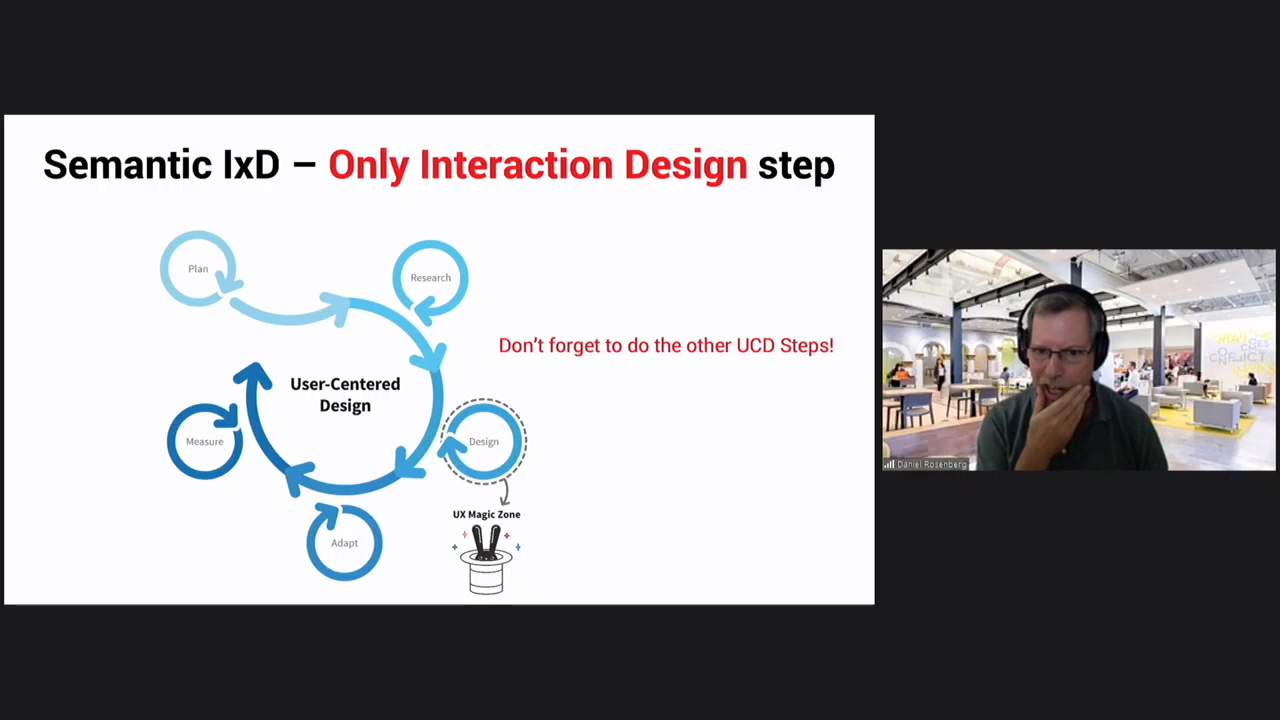 Semantic IxD – Only Interaction Design step
Plan
Research
Don't forget to do the other UCD Steps!
User-Centered
Design
Measure
Design
UX Magic Zone
Adapt
Daniel Rosenberg